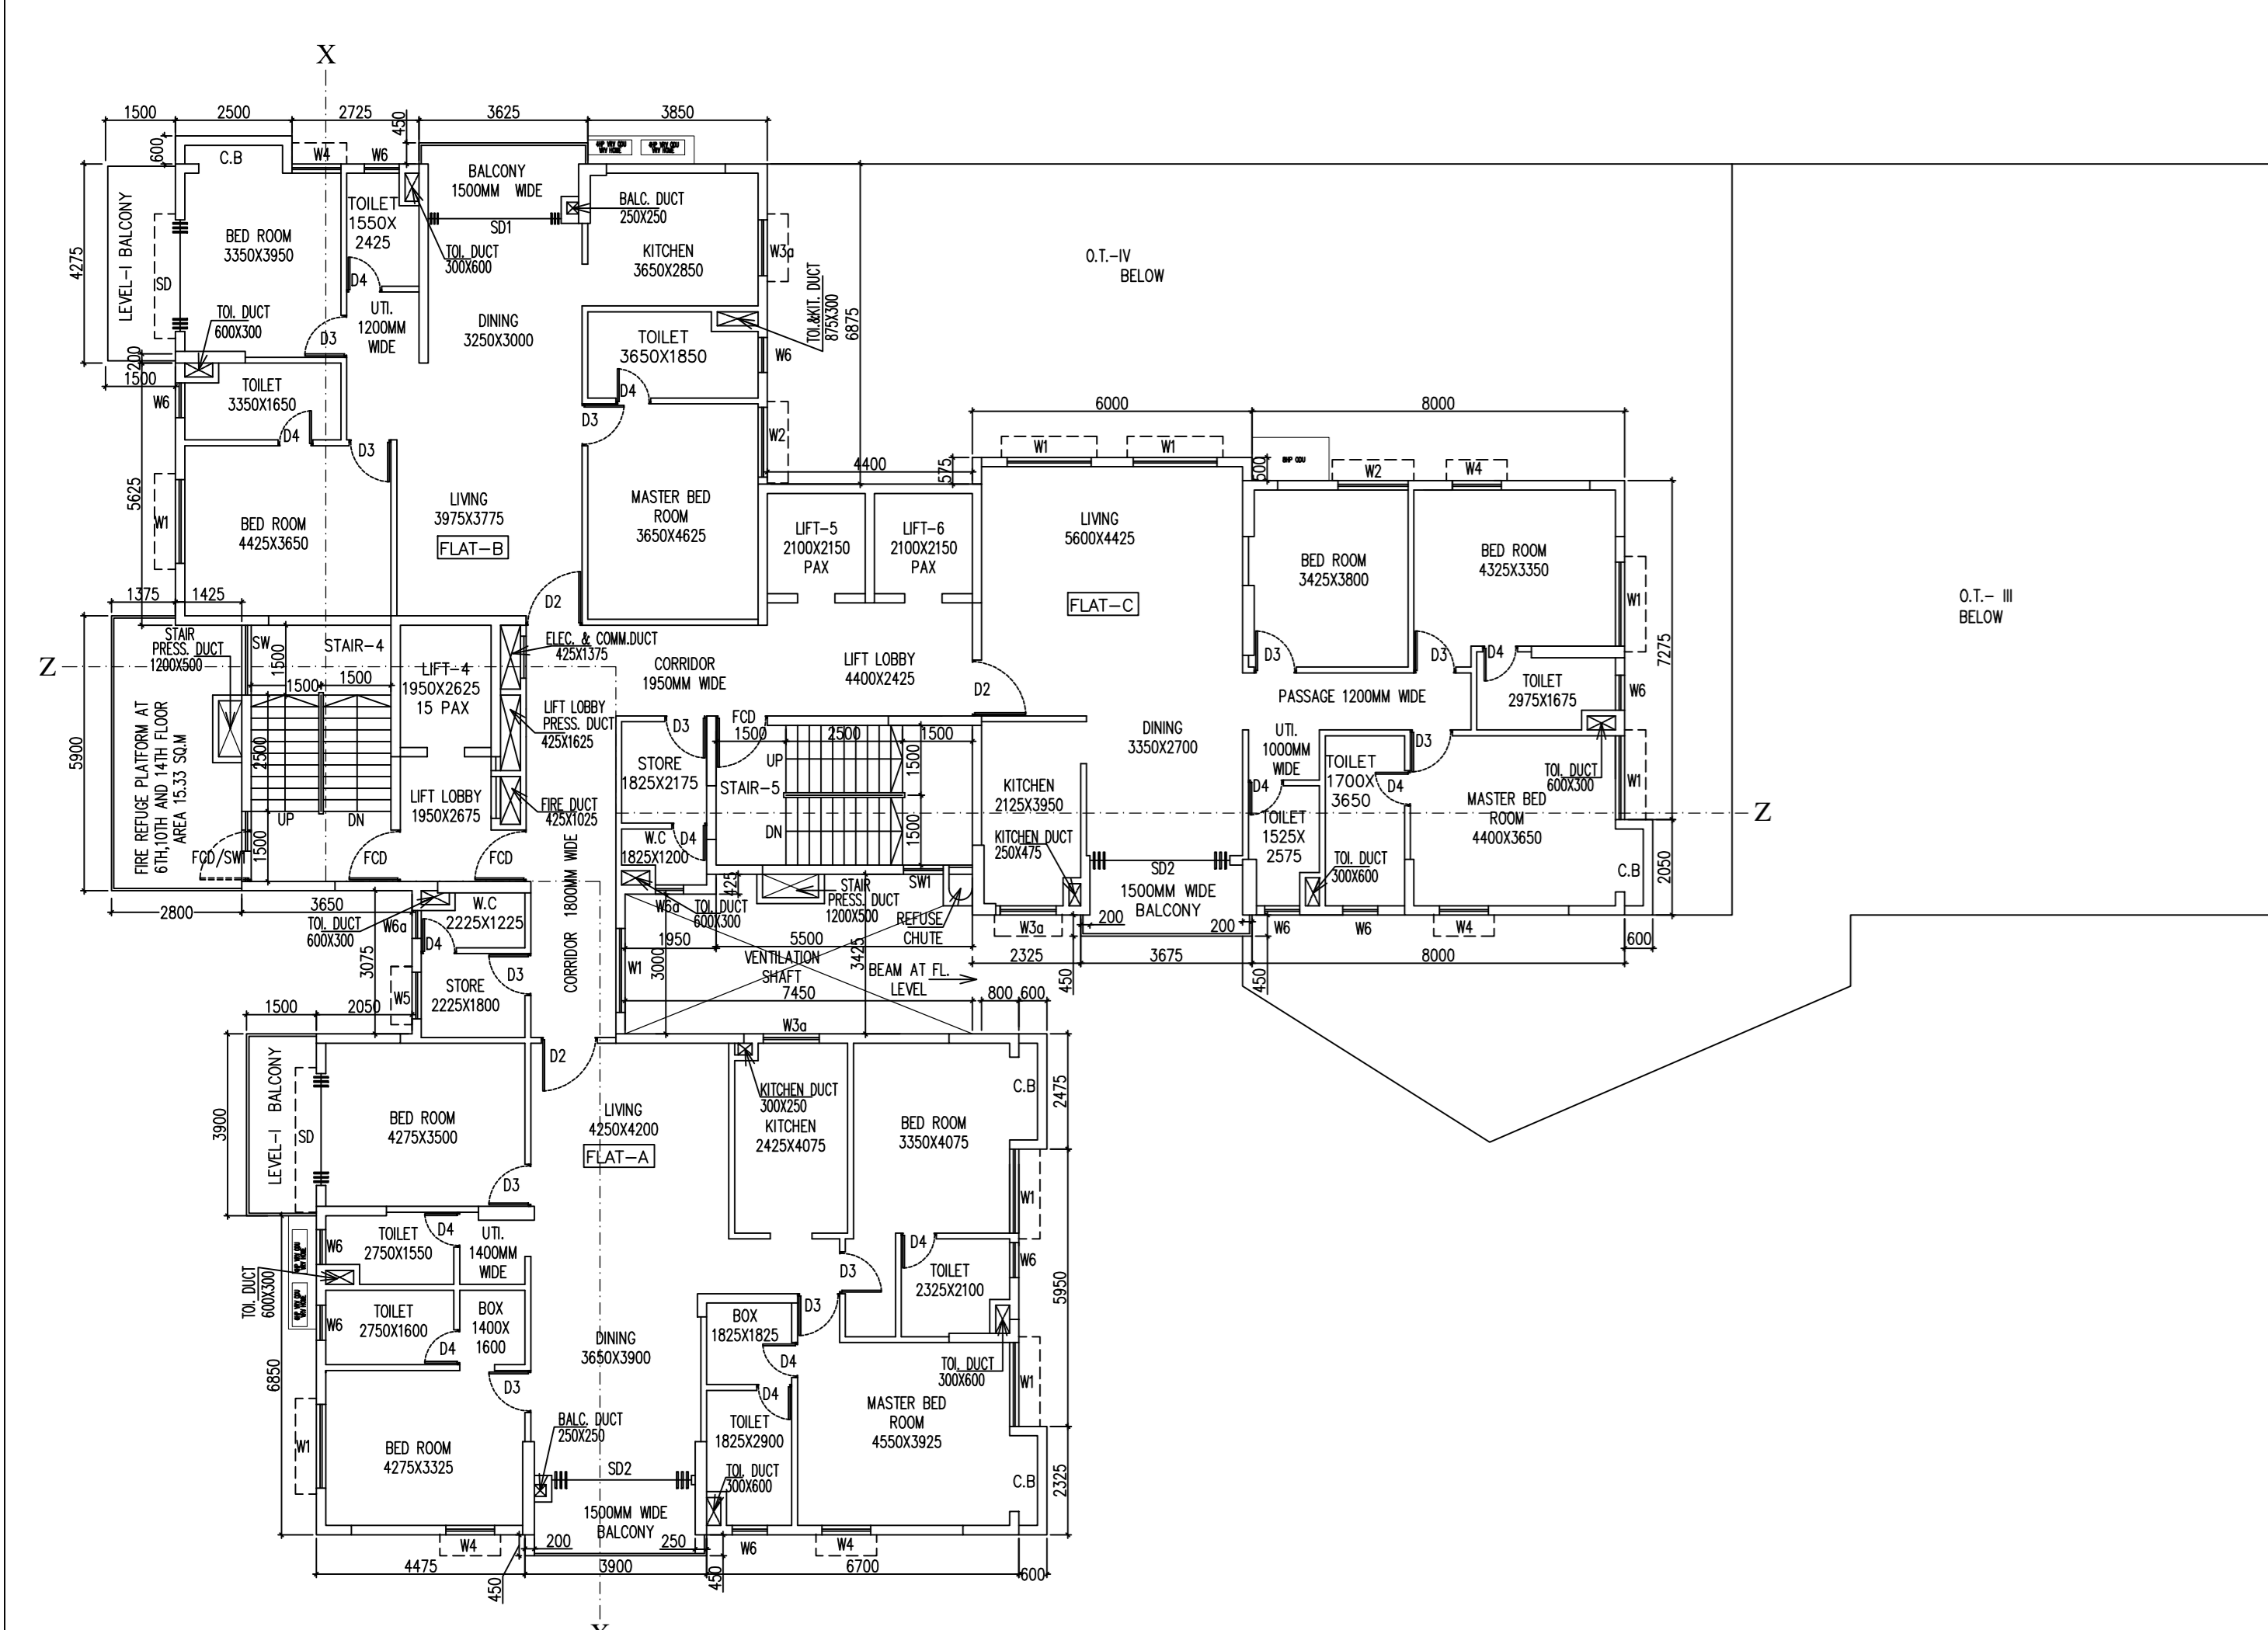 X
1500
2500
2725
450
3625
3850
600
C.B
W4
W6
BALCONY
1500MM WIDE
4HP VRV ODU
4HP VRV ODU
LEVEL-I BALCONY
4275
SD
BED ROOM
3350X3950
TOILET
1550X
2425
D4
TOI. DUCT
300X600
SD1
BALC. DUCT
250X250
KITCHEN
3650X2850
W3a
TOI.&KIT. DUCT
875X300
6875
O.T.-IV
BELOW
TOI. DUCT
600X300
D3
UTI.
1200MM
WIDE
DINING
3250X3000
TOILET
3650X1850
W6
D4
200
1500
TOILET
3350X1650
W6
D4
D3
D3
W2
6000
8000
W1
W1
4400
575
500
8HP ODU
W2
W4
5625
W1
BED ROOM
4425X3650
LIVING
3975X3775
FLAT-B
MASTER BED
ROOM
3650X4625
LIFT-5
2100X2150
PAX
LIFT-6
2100X2150
PAX
LIVING
5600X4425
FLAT-C
BED ROOM
3425X3800
BED ROOM
4325X3350
W1
O.T.- III
BELOW
1375
1425
D2
STAIR
PRESS. DUCT
1200X500
SW
1500
STAIR-4
ELEC. & COMM.DUCT
425X1375
Z
1500
1500
LIFT-4
1950X2625
15 PAX
CORRIDOR
1950MM WIDE
LIFT LOBBY
4400X2425
D2
D3
D3
D4
7275
TOILET
2975X1675
W6
PASSAGE 1200MM WIDE
LIFT LOBBY
PRESS. DUCT
425X1625
5900
FIRE REFUGE PLATFORM AT
6TH,10TH AND 14TH FLOOR
AREA 15.33 SQ.M
2500
D3
FCD
1500
2500
1500
STORE
1825X2175
UP
1500
STAIR-5
DINING
3350X2700
UTI.
1000MM
WIDE
TOILET
1700X
3650
D3
D4
D4
TOI. DUCT
600X300
W1
LIFT LOBBY
1950X2675
FIRE DUCT
425X1025
KITCHEN
2125X3950
MASTER BED
ROOM
4400X3650
Z
UP
DN
1500
W.C
1825X1200
D4
DN
1500
KITCHEN DUCT
250X475
TOILET
1525X
2575
TOI. DUCT
300X600
FCD/SW1
FCD
FCD
SD2
1500MM WIDE
BALCONY
C.B
2050
CORRIDOR 1800MM WIDE
425
STAIR
PRESS. DUCT
1200X500
SW1
REFUSE
CHUTE
W6a
TOI. DUCT
600X300
2800
3650
TOI. DUCT
600X300
W6a
W.C
2225X1225
D4
1950
5500
W3a
200
200
W6
W6
W4
600
2325
3675
8000
450
450
3075
W5
STORE
2225X1800
D3
W1
3000
VENTILATION
SHAFT
3425
BEAM AT FL.
LEVEL
7450
800
600
1500
2050
W3a
D2
LEVEL-I BALCONY
3900
SD
BED ROOM
4275X3500
D3
LIVING
4250X4200
FLAT-A
KITCHEN DUCT
300X250
KITCHEN
2425X4075
BED ROOM
3350X4075
C.B
2475
W1
W6
TOILET
2750X1550
D4
UTI.
1400MM
WIDE
4HP VRV ODU
4HP VRV ODU
D3
D4
TOILET
2325X2100
W6
5950
TOI. DUCT
600X300
W6
TOILET
2750X1600
D4
BOX
1400X
1600
DINING
3650X3900
BOX
1825X1825
D3
D4
TOI. DUCT
300X600
W1
6850
D3
D4
W1
BED ROOM
4275X3325
BALC. DUCT
250X250
SD2
TOILET
1825X2900
TOI. DUCT
300X600
MASTER BED
ROOM
4550X3925
C.B
2325
1500MM WIDE
BALCONY
W4
200
250
W6
W4
4475
450
3900
450
6700
600